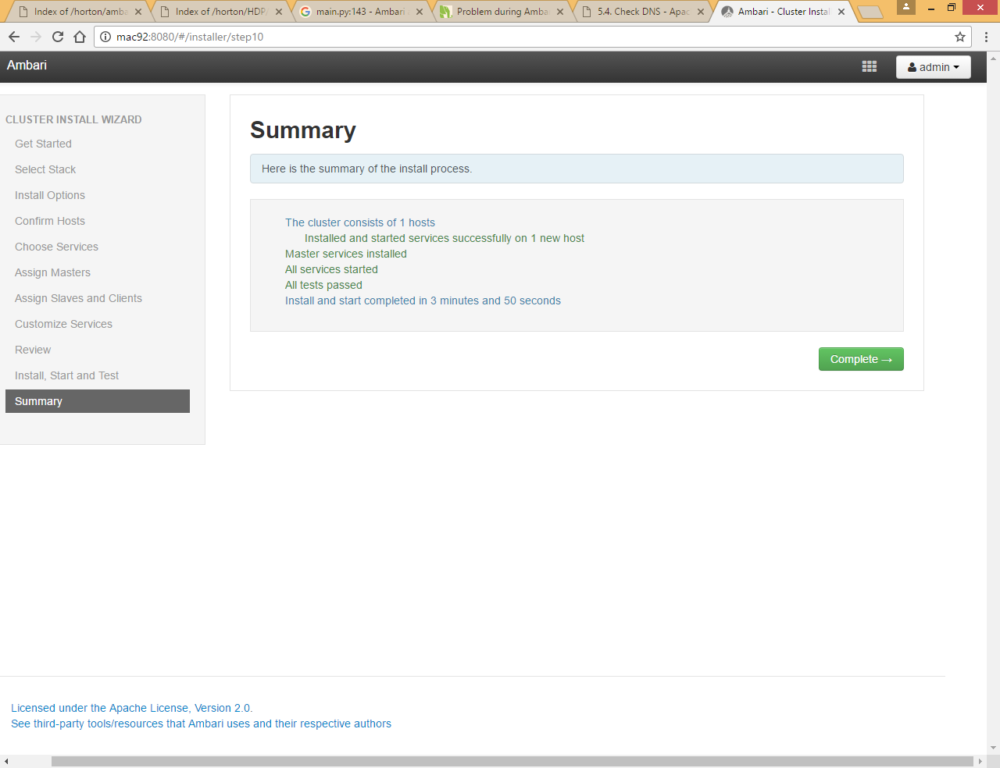 Index of /horton/amba
Index of /horton/HDP
main.py:143 - Ambari
Problem during Amba
5.4. Check DNS - Apac
Ambari - Cluster Instal
mac92:8080/#/installer/step10
Ambari
admin
CLUSTER INSTALL WIZARD
Get Started
Select Stack
Install Options
Confirm Hosts
Choose Services
Assign Masters
Assign Slaves and Clients
Customize Services
Review
Install, Start and Test
Summary
Summary
Here is the summary of the install process.
The cluster consists of 1 hosts
Installed and started services successfully on 1 new host
Master services installed
All services started
All tests passed
Install and start completed in 3 minutes and 50 seconds
Complete →
Licensed under the Apache License, Version 2.0.
See third-party tools/resources that Ambari uses and their respective authors